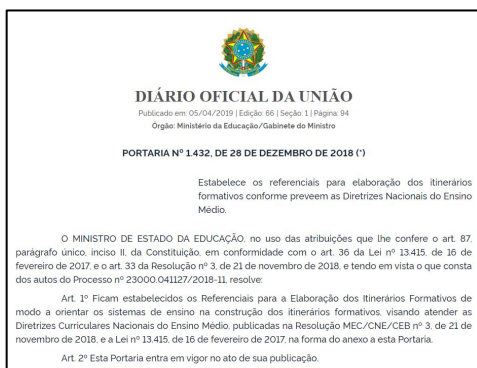 DIÁRIO OFICIAL DA UNIÃO
Publicado em: 05/04/2019 | Edição: 66 | Seção: 1 | Página: 94
Órgão: Ministério da Educação/Gabinete do Ministro
PORTARIA Nº 1.432, DE 28 DE DEZEMBRO DE 2018 (*)
Estabelece os referenciais para elaboração dos itinerários
formativos conforme preveem as Diretrizes Nacionais do Ensino
Médio.
O MINISTRO DE ESTADO DA EDUCAÇÃO, no uso das atribuições que lhe confere o art. 87,
parágrafo único, inciso II, da Constituição, em conformidade com o art. 36 da Lei nº 13.415, de 16 de
fevereiro de 2017, e o art. 33 da Resolução nº 3, de 21 de novembro de 2018, e tendo em vista o que consta
dos autos do Processo nº 23000.041127/2018-11, resolve:
Art. 1º Ficam estabelecidos os Referenciais para a Elaboração dos Itinerários Formativos de
modo a orientar os sistemas de ensino na construção dos itinerários formativos, visando atender as
Diretrizes Curriculares Nacionais do Ensino Médio, publicadas na Resolução MEC/CNE/CEB nº 3, de 21 de
novembro de 2018, e a Lei nº 13.415, de 16 de fevereiro de 2017, na forma do anexo a esta Portaria.
Art. 2º Esta Portaria entra em vigor no ato de sua publicação.